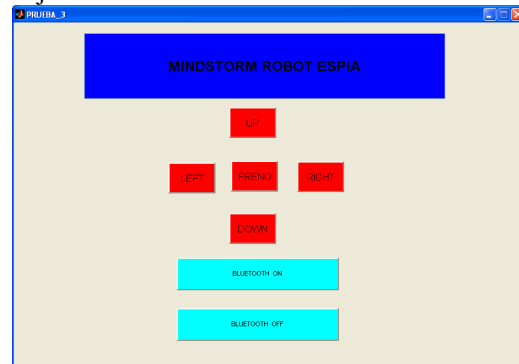 PRUEBA_3
MINDSTORM ROBOT ESPIA
UP
LEFT FRENO RIGHT
DOWN
BLUETOOTH ON
BLUETOOTH OFF